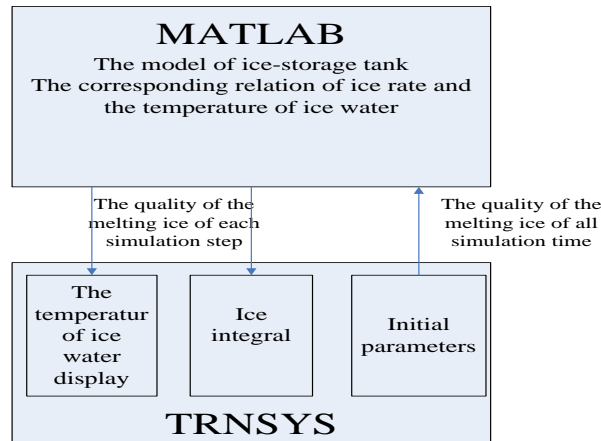 MATLAB
The model of ice-storage tank
The corresponding relation of ice rate and
the temperature of ice water
The quality of the
melting ice of each
simulation step
The quality of the
melting ice of all
simulation time
The
temperatur
of ice
water
display
Ice
integral
Initial
parameters
TRNSYS